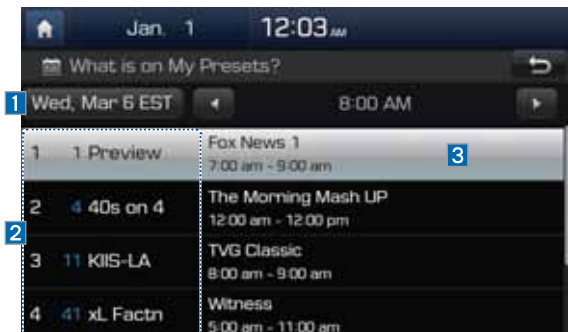 Jan. 1 12:03 AM
What is on My Presets?
1 Wed, Mar 6 EST 8:00 AM
1 1 Preview Fox News 1 3
7:00 am - 9:00 am
2 4 40s on 4 The Morning Mash UP
12:00 am - 12:00 pm
2
3 11 KIIS-LA TVG Classic
8:00 am - 9:00 am
4 41 xL Factn Witness
5:00 am - 11:00 am